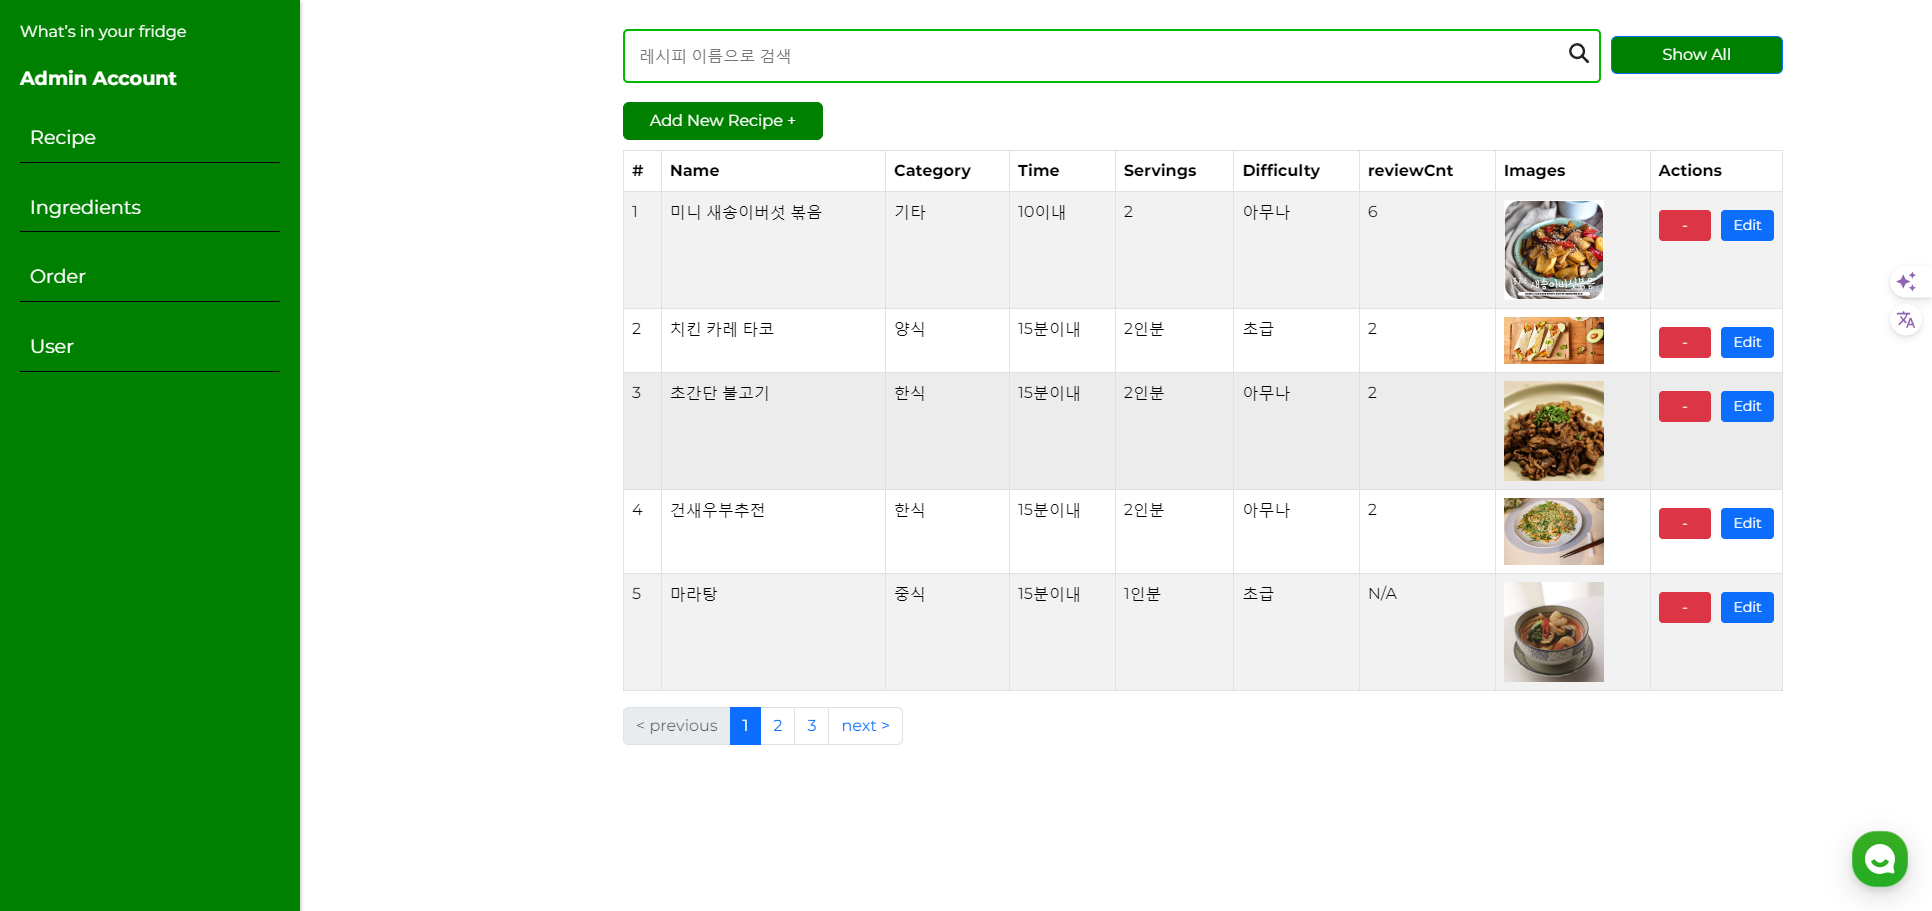 What's in your fridge
Admin Account
Recipe
Ingredients
Order
User
레시피 이름으로 검색
Show All
Add New Recipe +
# Name Category Time Servings Difficulty reviewCnt Images Actions
1 미니 새송이버섯 볶음 기타 10이내 2 아무나 6 - Edit
새송이버섯볶음
2 치킨 카레 타코 양식 15분이내 2인분 초급 2 - Edit
3 초간단 불고기 한식 15분이내 2인분 아무나 2 - Edit
4 건새우부추전 한식 15분이내 2인분 아무나 2 - Edit
5 마라탕 중식 15분이내 1인분 초급 N/A - Edit
< previous 1 2 3 next >